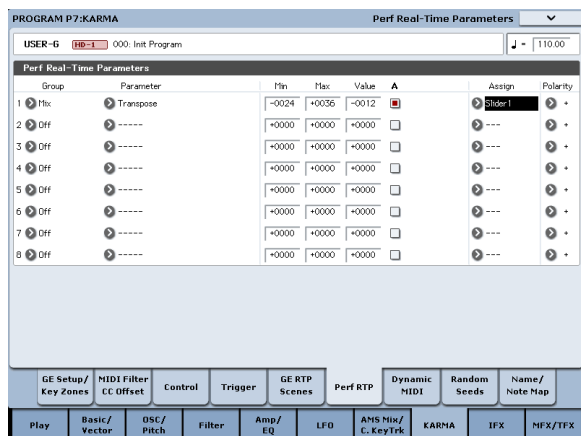 PROGRAM P7:KARMA Perf Real-Time Parameters
USER-G HD-1 000: Init Program ♩ = 110.00
Perf Real-Time Parameters
Group Parameter Min Max Value A Assign Polarity
1 Mix Transpose -0024 +0036 -0012 Slider1 +
2 Off ----- +0000 +0000 +0000 --- +
3 Off ----- +0000 +0000 +0000 --- +
4 Off ----- +0000 +0000 +0000 --- +
5 Off ----- +0000 +0000 +0000 --- +
6 Off ----- +0000 +0000 +0000 --- +
7 Off ----- +0000 +0000 +0000 --- +
8 Off ----- +0000 +0000 +0000 --- +
GE Setup/ Key Zones MIDI Filter CC Offset Control Trigger GE RTP Scenes Perf RTP Dynamic MIDI Random Seeds Name/ Note Map
Play Basic/ Vector OSC/ Pitch Filter Amp/ EQ LFO AMS Mix/ C. KeyTrk KARMA IFX MFX/TFX